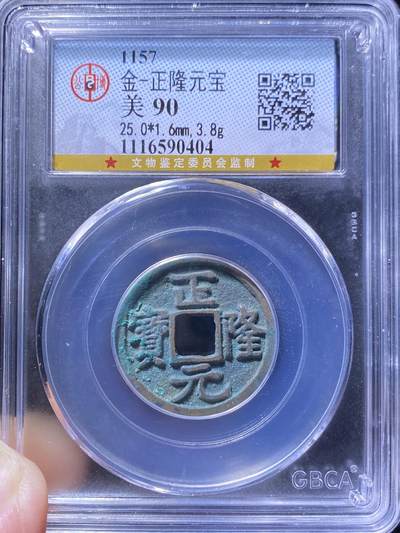 1157
金-正隆元宝
美 90
25.0*1.6mm,3.8g
1116590404
★ 文物鉴定委员会监制 ★
正
隆
元
寶
GBCA